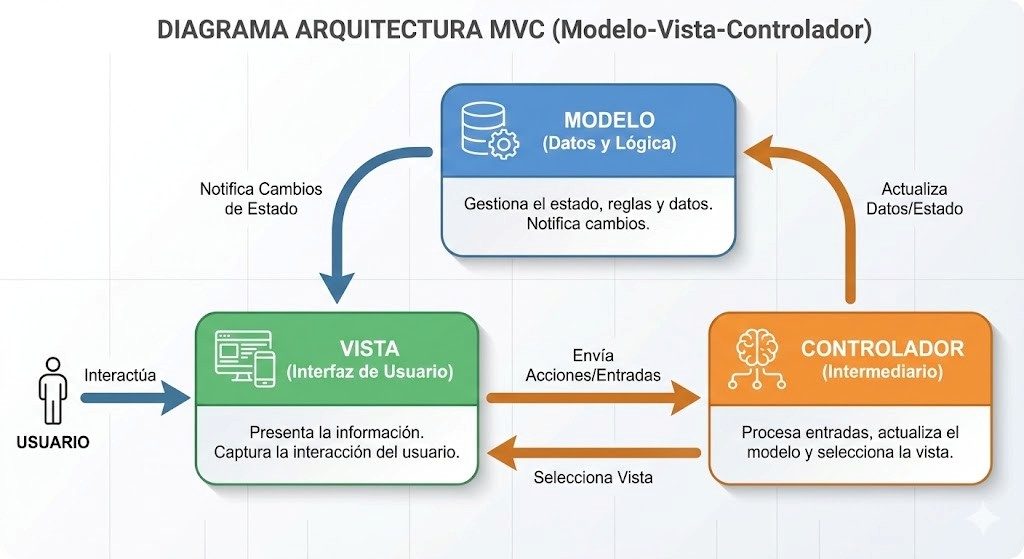 DIAGRAMA ARQUITECTURA MVC (Modelo-Vista-Controlador)
MODELO
(Datos y Lógica)
Gestiona el estado, reglas y datos.
Notifica cambios.
Notifica Cambios
de Estado
Actualiza
Datos/Estado
USUARIO
Interactúa
VISTA
(Interfaz de Usuario)
Presenta la información.
Captura la interacción del usuario.
Envía
Acciones/Entradas
Selecciona Vista
CONTROLADOR
(Intermediario)
Procesa entradas, actualiza el
modelo y selecciona la vista.